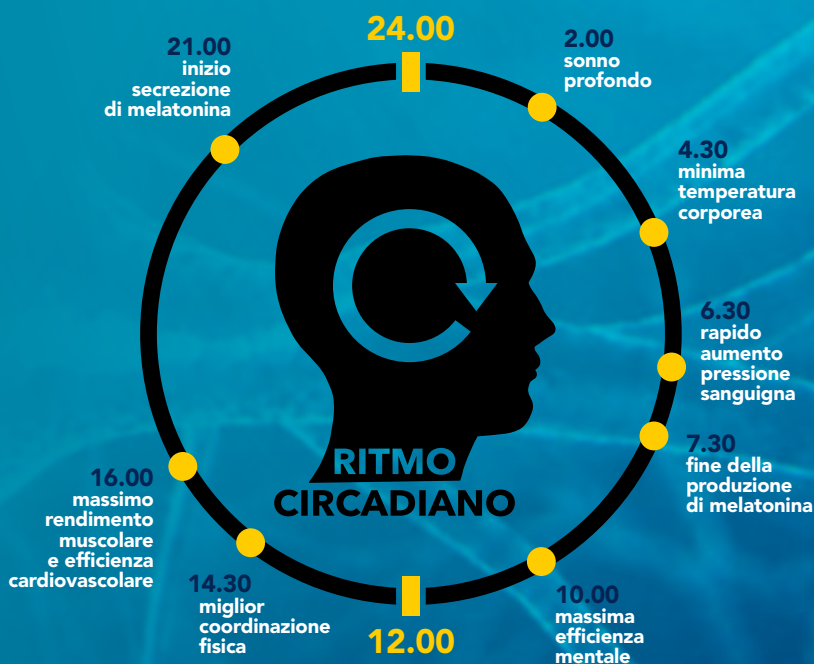 24.00
2.00
sonno
profondo
4.30
minima
temperatura
corporea
6.30
rapido
aumento
pressione
sanguigna
7.30
fine della
produzione
di melatonina
10.00
massima
efficienza
mentale
12.00
14.30
miglior
coordinazione
fisica
16.00
massimo
rendimento
muscolare
e efficienza
cardiovascolare
21.00
inizio
secrezione
di melatonina
RITMO
CIRCADIANO